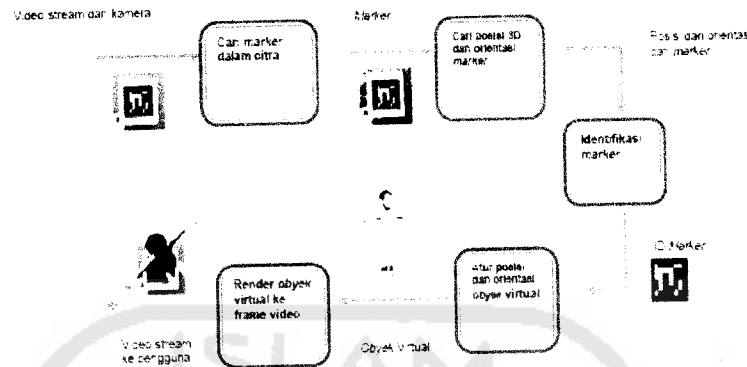 Video stream dari kamera
Cari marker
dalam citra
Marker
Cari posisi 3D
dan orientasi
marker
Posisi dan orientasi
dari marker
Identifikasi
marker
ID Marker
Atur posisi
dan orientasi
obyek virtual
Obyek Virtual
Render obyek
virtual ke
frame video
Video stream
ke pengguna
ISLAM